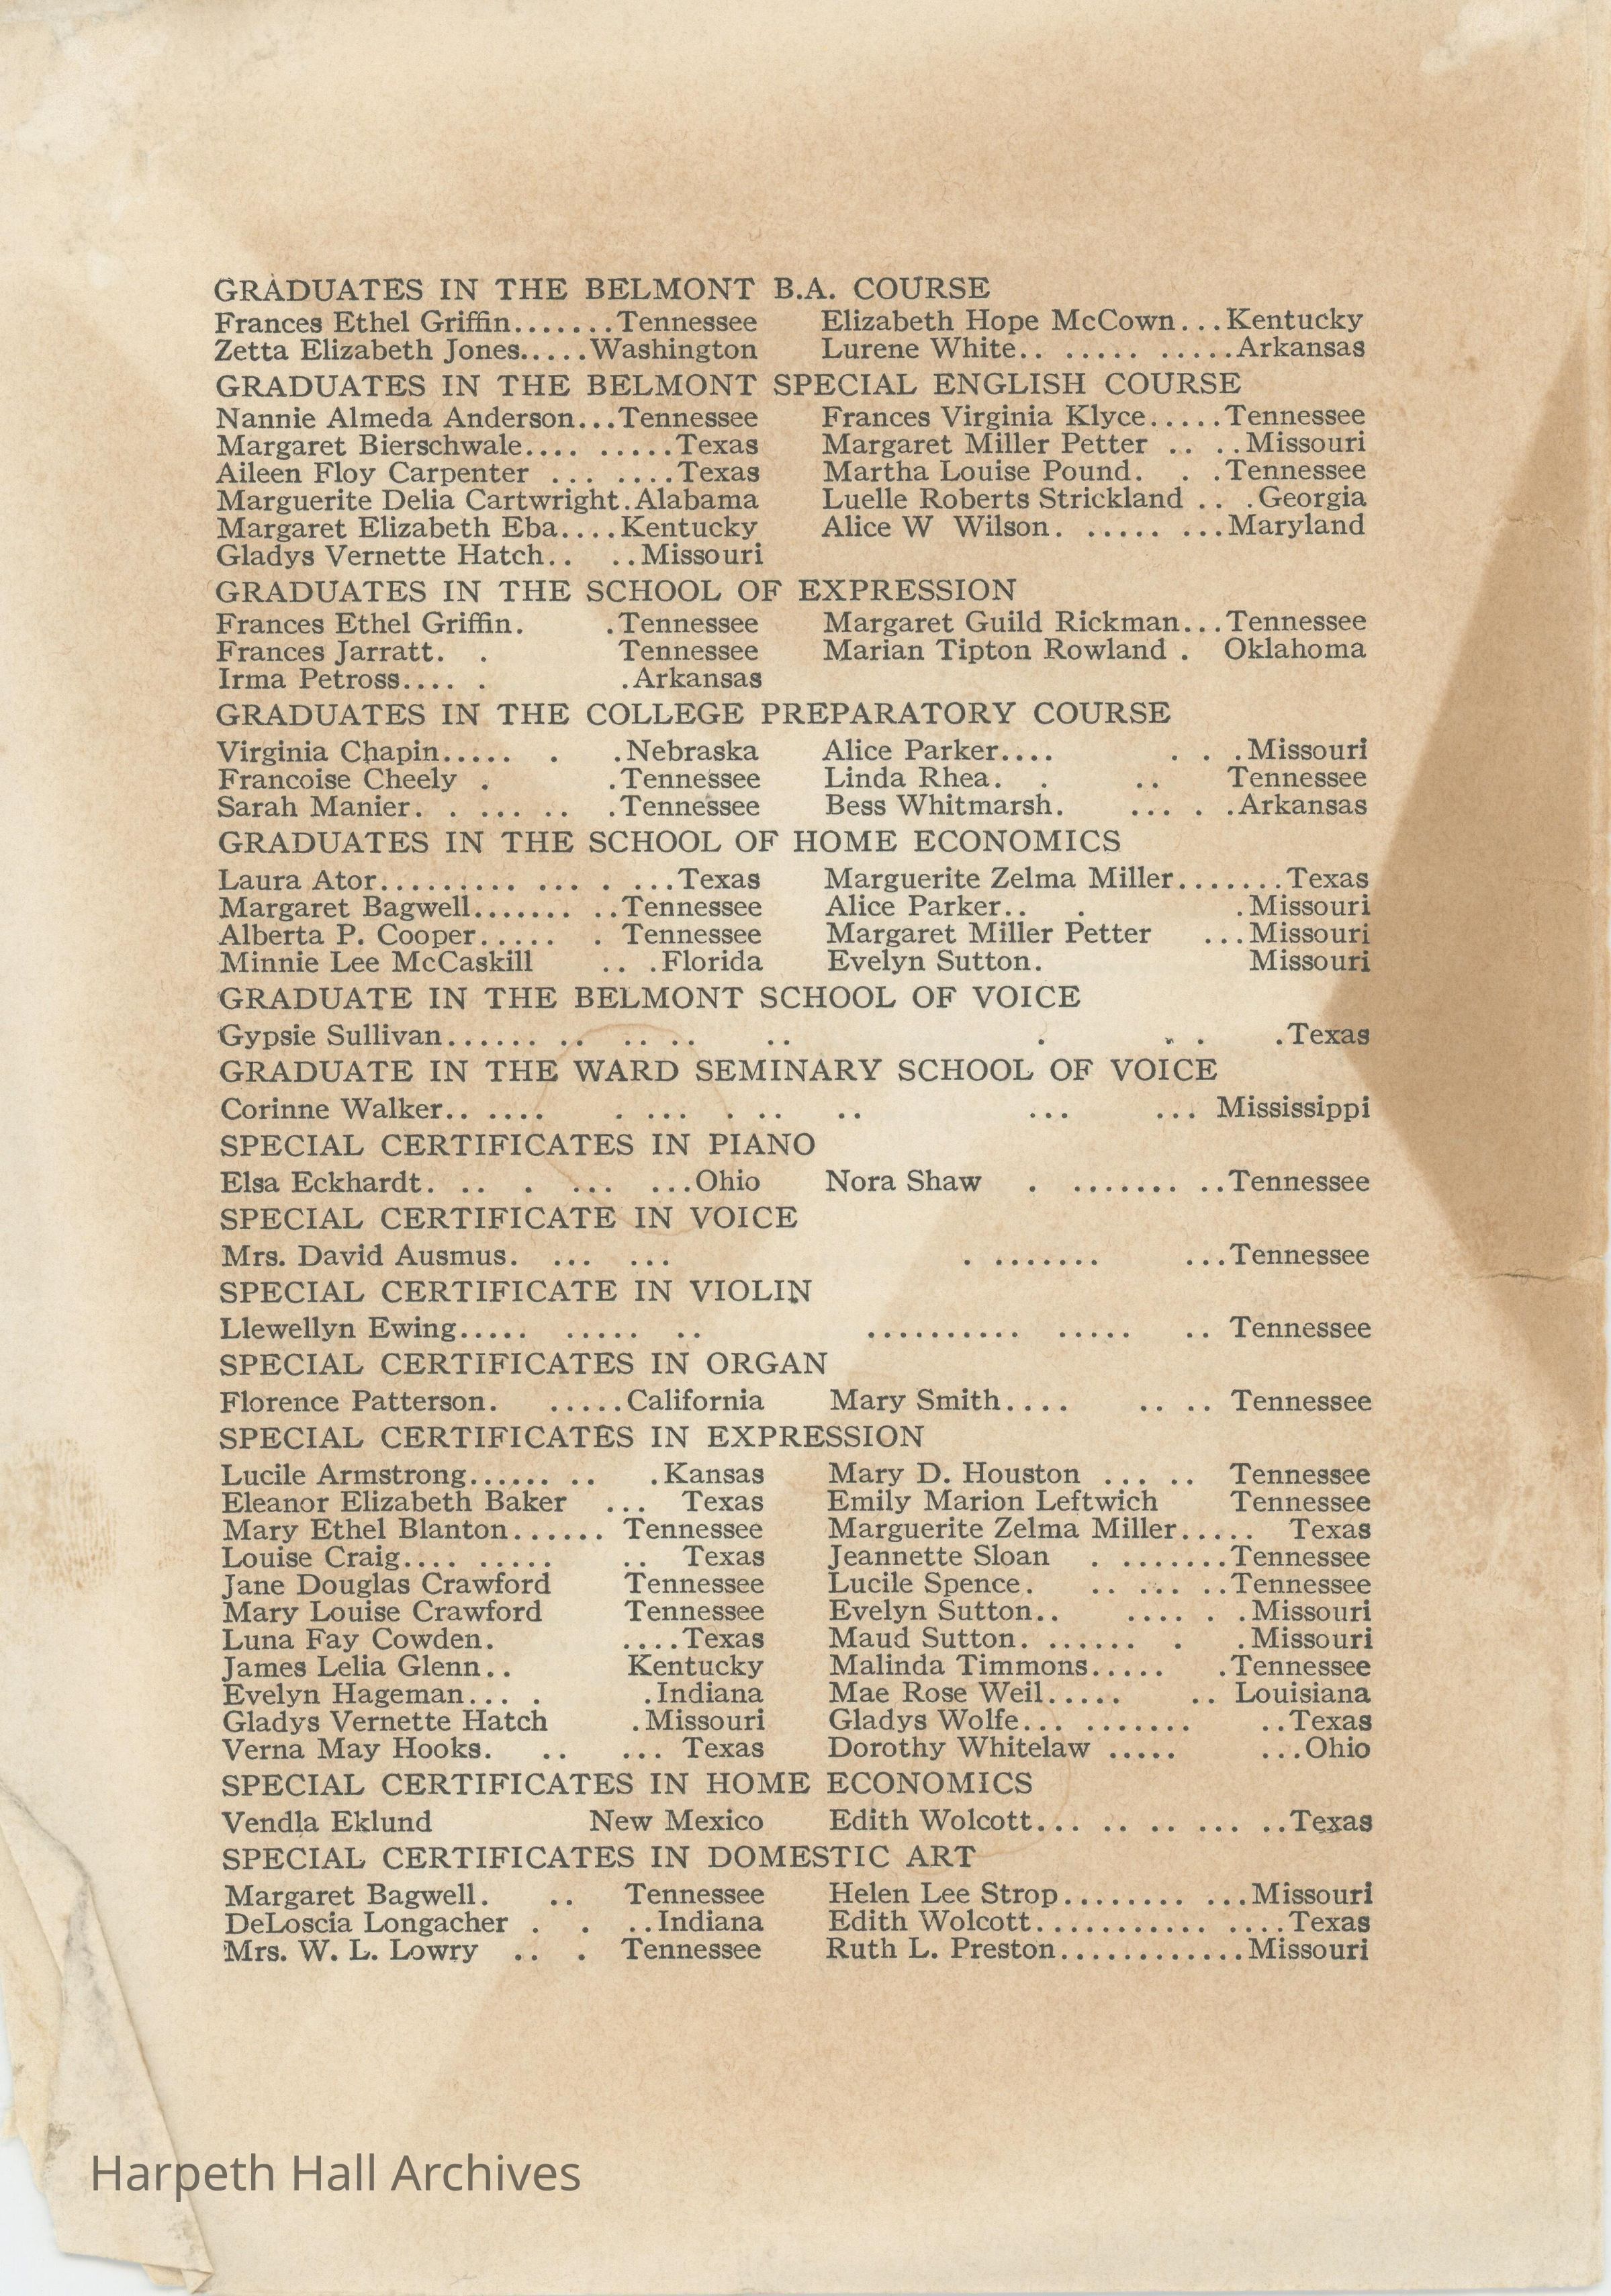 GRADUATES IN THE BELMONT B.A. COURSE
Frances Ethel Griffin.......Tennessee Elizabeth Hope McCown...Kentucky
Zetta Elizabeth Jones.....Washington Lurene White.. ..... .....Arkansas
GRADUATES IN THE BELMONT SPECIAL ENGLISH COURSE
Nannie Almeda Anderson...Tennessee Frances Virginia Klyce.....Tennessee
Margaret Bierschwale.... .....Texas Margaret Miller Petter .. ..Missouri
Aileen Floy Carpenter ... ....Texas Martha Louise Pound. . .Tennessee
Marguerite Delia Cartwright.Alabama Luelle Roberts Strickland .. .Georgia
Margaret Elizabeth Eba....Kentucky Alice W Wilson. ..... ...Maryland
Gladys Vernette Hatch.. ..Missouri
GRADUATES IN THE SCHOOL OF EXPRESSION
Frances Ethel Griffin. .Tennessee Margaret Guild Rickman...Tennessee
Frances Jarratt. . Tennessee Marian Tipton Rowland . Oklahoma
Irma Petross.... . .Arkansas
GRADUATES IN THE COLLEGE PREPARATORY COURSE
Virginia Chapin..... . .Nebraska Alice Parker.... . . .Missouri
Francoise Cheely . .Tennessee Linda Rhea. . .. Tennessee
Sarah Manier. . ... .. .Tennessee Bess Whitmarsh. ... . .Arkansas
GRADUATES IN THE SCHOOL OF HOME ECONOMICS
Laura Ator......... ... . ...Texas Marguerite Zelma Miller.......Texas
Margaret Bagwell....... ..Tennessee Alice Parker.. . .Missouri
Alberta P. Cooper..... . Tennessee Margaret Miller Petter ...Missouri
Minnie Lee McCaskill .. .Florida Evelyn Sutton. Missouri
GRADUATE IN THE BELMONT SCHOOL OF VOICE
Gypsie Sullivan...... .. .. .. .. . . . .Texas
GRADUATE IN THE WARD SEMINARY SCHOOL OF VOICE
Corinne Walker.. .... . ... . .. .. ... ... Mississippi
SPECIAL CERTIFICATES IN PIANO
Elsa Eckhardt. .. . ... ...Ohio Nora Shaw . ....... ..Tennessee
SPECIAL CERTIFICATE IN VOICE
Mrs. David Ausmus. ... ... . ....... ...Tennessee
SPECIAL CERTIFICATE IN VIOLIN
Llewellyn Ewing..... ..... .. .......... ..... .. Tennessee
SPECIAL CERTIFICATES IN ORGAN
Florence Patterson. .....California Mary Smith.... .. .. Tennessee
SPECIAL CERTIFICATES IN EXPRESSION
Lucile Armstrong...... .. .Kansas Mary D. Houston ... .. Tennessee
Eleanor Elizabeth Baker ... Texas Emily Marion Leftwich Tennessee
Mary Ethel Blanton...... Tennessee Marguerite Zelma Miller..... Texas
Louise Craig.... ..... .. Texas Jeannette Sloan . .......Tennessee
Jane Douglas Crawford Tennessee Lucile Spence. .. ... ..Tennessee
Mary Louise Crawford Tennessee Evelyn Sutton.. .... . .Missouri
Luna Fay Cowden. ....Texas Maud Sutton. ...... . .Missouri
James Lelia Glenn.. Kentucky Malinda Timmons..... .Tennessee
Evelyn Hageman... . .Indiana Mae Rose Weil..... .. Louisiana
Gladys Vernette Hatch .Missouri Gladys Wolfe... ....... ..Texas
Verna May Hooks. .. ... Texas Dorothy Whitelaw ..... ...Ohio
SPECIAL CERTIFICATES IN HOME ECONOMICS
Vendla Eklund New Mexico Edith Wolcott... .. .. ... ..Texas
SPECIAL CERTIFICATES IN DOMESTIC ART
Margaret Bagwell. .. Tennessee Helen Lee Strop........ ...Missouri
DeLoscia Longacher . . ..Indiana Edith Wolcott........... ....Texas
Mrs. W. L. Lowry .. . Tennessee Ruth L. Preston............Missouri
Harpeth Hall Archives